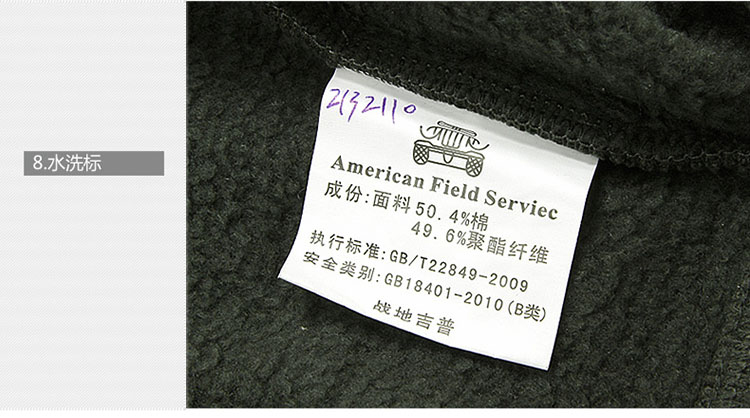 8.水洗标
2132110
American Field Serviec
成份:面料50.4%棉
49.6%聚酯纤维
执行标准:GB/T22849-2009
安全类别:GB18401-2010(B类)
战地吉普